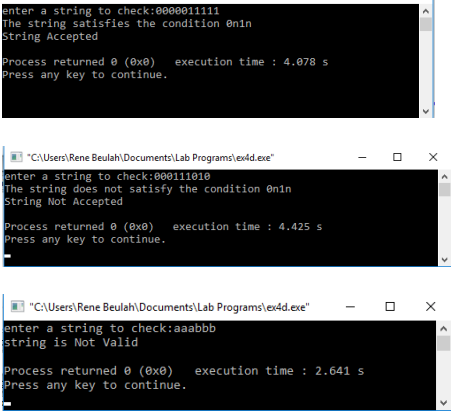 enter a string to check:0000011111
The string satisfies the condition 0n1n
String Accepted
Process returned 0 (0x0)   execution time : 4.078 s
Press any key to continue.
"C:\Users\Rene Beulah\Documents\Lab Programs\ex4d.exe"
enter a string to check:000111010
The string does not satisfy the condition 0n1n
String Not Accepted
Process returned 0 (0x0)   execution time : 4.425 s
Press any key to continue.
"C:\Users\Rene Beulah\Documents\Lab Programs\ex4d.exe"
enter a string to check:aaabbb
string is Not Valid
Process returned 0 (0x0)   execution time : 2.641 s
Press any key to continue.